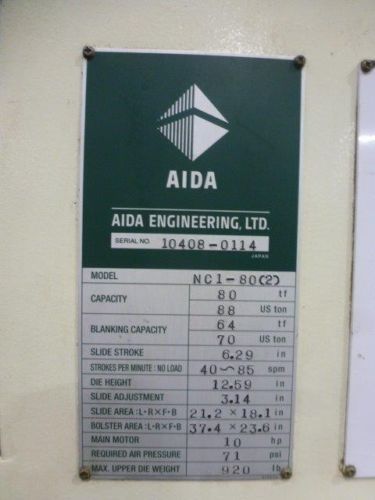 AIDA
AIDA ENGINEERING, LTD.
SERIAL NO. 10408-0114
JAPAN
MODEL NC1-80(2)
CAPACITY 80 tf
88 US ton
BLANKING CAPACITY 64 tf
70 US ton
SLIDE STROKE 6.29 in
STROKES PER MINUTE : NO LOAD 40~85 spm
DIE HEIGHT 12.59 in
SLIDE ADJUSTMENT 3.14 in
SLIDE AREA : L·R×F·B 21.2 × 18.1 in
BOLSTER AREA : L·R×F·B 37.4 × 23.6 in
MAIN MOTOR 10 hp
REQUIRED AIR PRESSURE 71 psi
MAX. UPPER DIE WEIGHT 920 lb